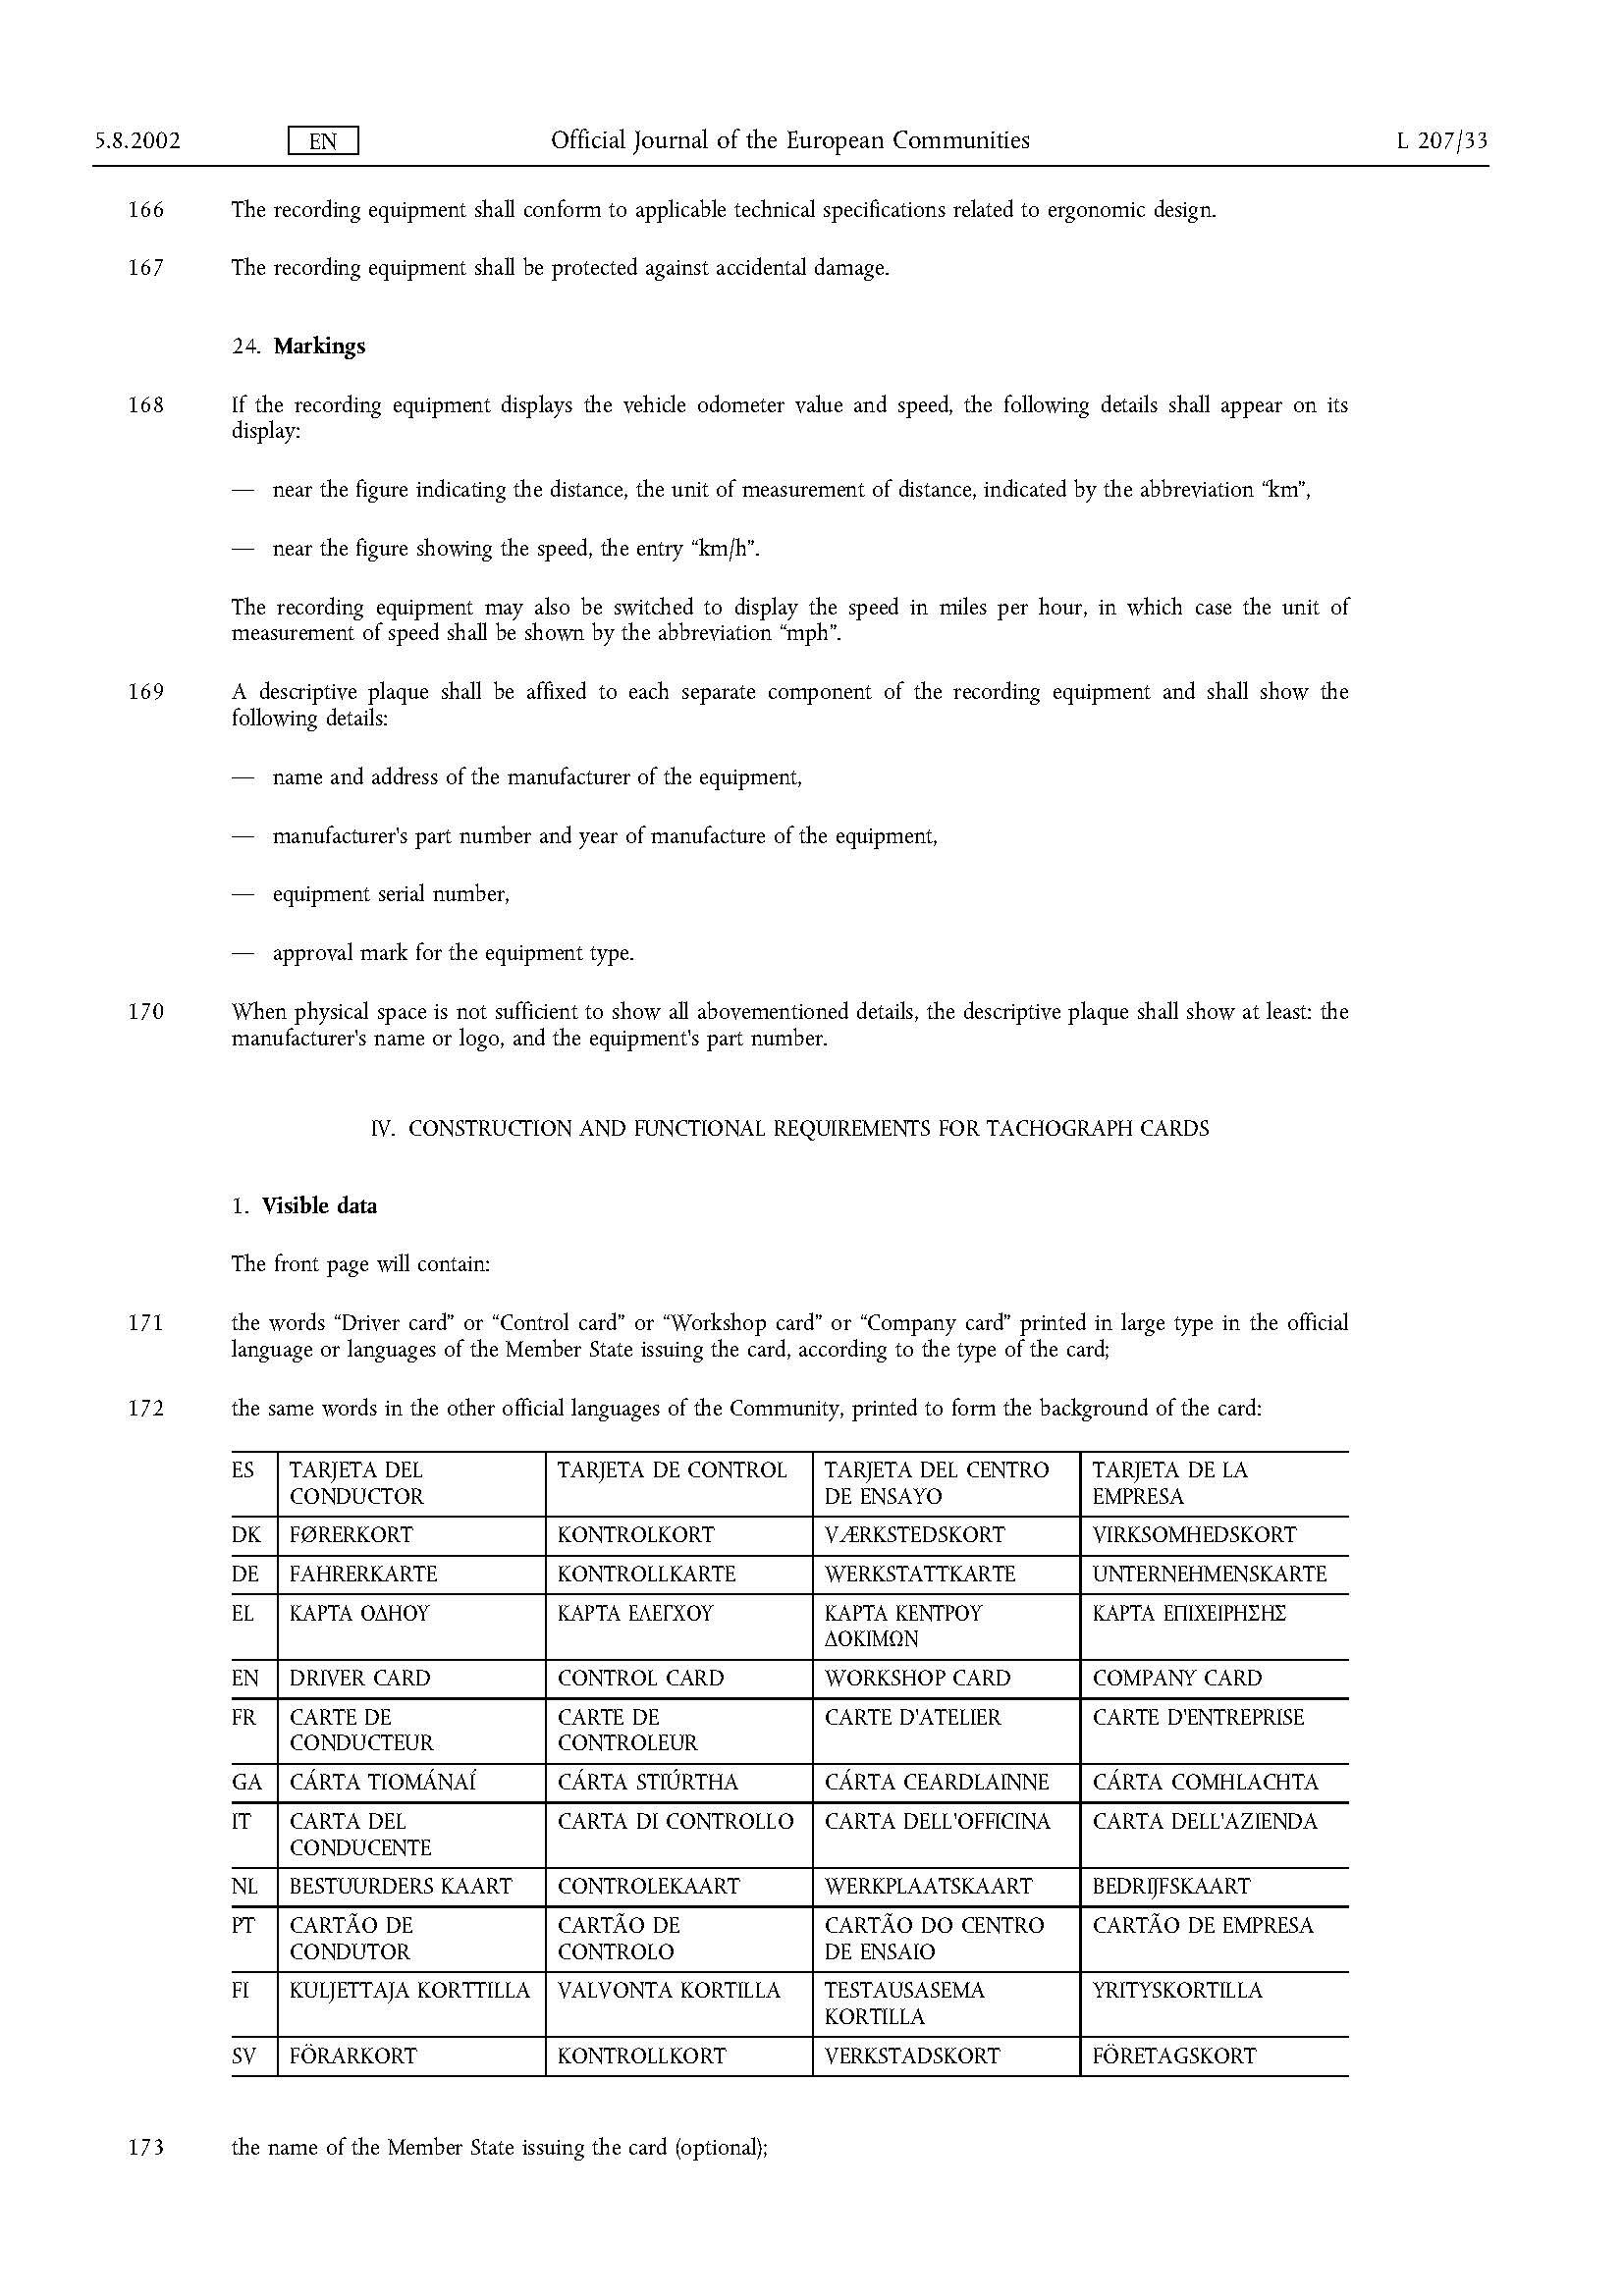 5.8.2002 EN Official Journal of the European Communities L 207/33
166 The recording equipment shall conform to applicable technical specifications related to ergonomic design.
167 The recording equipment shall be protected against accidental damage.
24. Markings
168 If the recording equipment displays the vehicle odometer value and speed, the following details shall appear on its
display:
— near the figure indicating the distance, the unit of measurement of distance, indicated by the abbreviation “km”,
— near the figure showing the speed, the entry “km/h”.
The recording equipment may also be switched to display the speed in miles per hour, in which case the unit of
measurement of speed shall be shown by the abbreviation “mph”.
169 A descriptive plaque shall be affixed to each separate component of the recording equipment and shall show the
following details:
— name and address of the manufacturer of the equipment,
— manufacturer's part number and year of manufacture of the equipment,
— equipment serial number,
— approval mark for the equipment type.
170 When physical space is not sufficient to show all abovementioned details, the descriptive plaque shall show at least: the
manufacturer's name or logo, and the equipment's part number.
IV. CONSTRUCTION AND FUNCTIONAL REQUIREMENTS FOR TACHOGRAPH CARDS
1. Visible data
The front page will contain:
171 the words “Driver card” or “Control card” or “Workshop card” or “Company card” printed in large type in the official
language or languages of the Member State issuing the card, according to the type of the card;
172 the same words in the other official languages of the Community, printed to form the background of the card:
ES TARJETA DEL TARJETA DE CONTROL TARJETA DEL CENTRO TARJETA DE LA
CONDUCTOR DE ENSAYO EMPRESA
DK FØRERKORT KONTROLKORT VÆRKSTEDSKORT VIRKSOMHEDSKORT
DE FAHRERKARTE KONTROLLKARTE WERKSTATTKARTE UNTERNEHMENSKARTE
EL ΚΑΡΤΑ ΟΔΗΟΥ ΚΑΡΤΑ ΕΛΕΓΧΟΥ ΚΑΡΤΑ ΚΕΝΤΡΟΥ ΚΑΡΤΑ ΕΠΙΧΕΙΡΗΣΗΣ
ΔΟΚΙΜΩΝ
EN DRIVER CARD CONTROL CARD WORKSHOP CARD COMPANY CARD
FR CARTE DE CARTE DE CARTE D'ATELIER CARTE D'ENTREPRISE
CONDUCTEUR CONTROLEUR
GA CÁRTA TIOMÁNAÍ CÁRTA STIÚRTHA CÁRTA CEARDLAINNE CÁRTA COMHLACHTA
IT CARTA DEL CARTA DI CONTROLLO CARTA DELL'OFFICINA CARTA DELL'AZIENDA
CONDUCENTE
NL BESTUURDERS KAART CONTROLEKAART WERKPLAATSKAART BEDRIJFSKAART
PT CARTÃO DE CARTÃO DE CARTÃO DO CENTRO CARTÃO DE EMPRESA
CONDUTOR CONTROLO DE ENSAIO
FI KULJETTAJA KORTTILLA VALVONTA KORTILLA TESTAUSASEMA YRITYSKORTILLA
KORTILLA
SV FÖRARKORT KONTROLLKORT VERKSTADSKORT FÖRETAGSKORT
173 the name of the Member State issuing the card (optional);